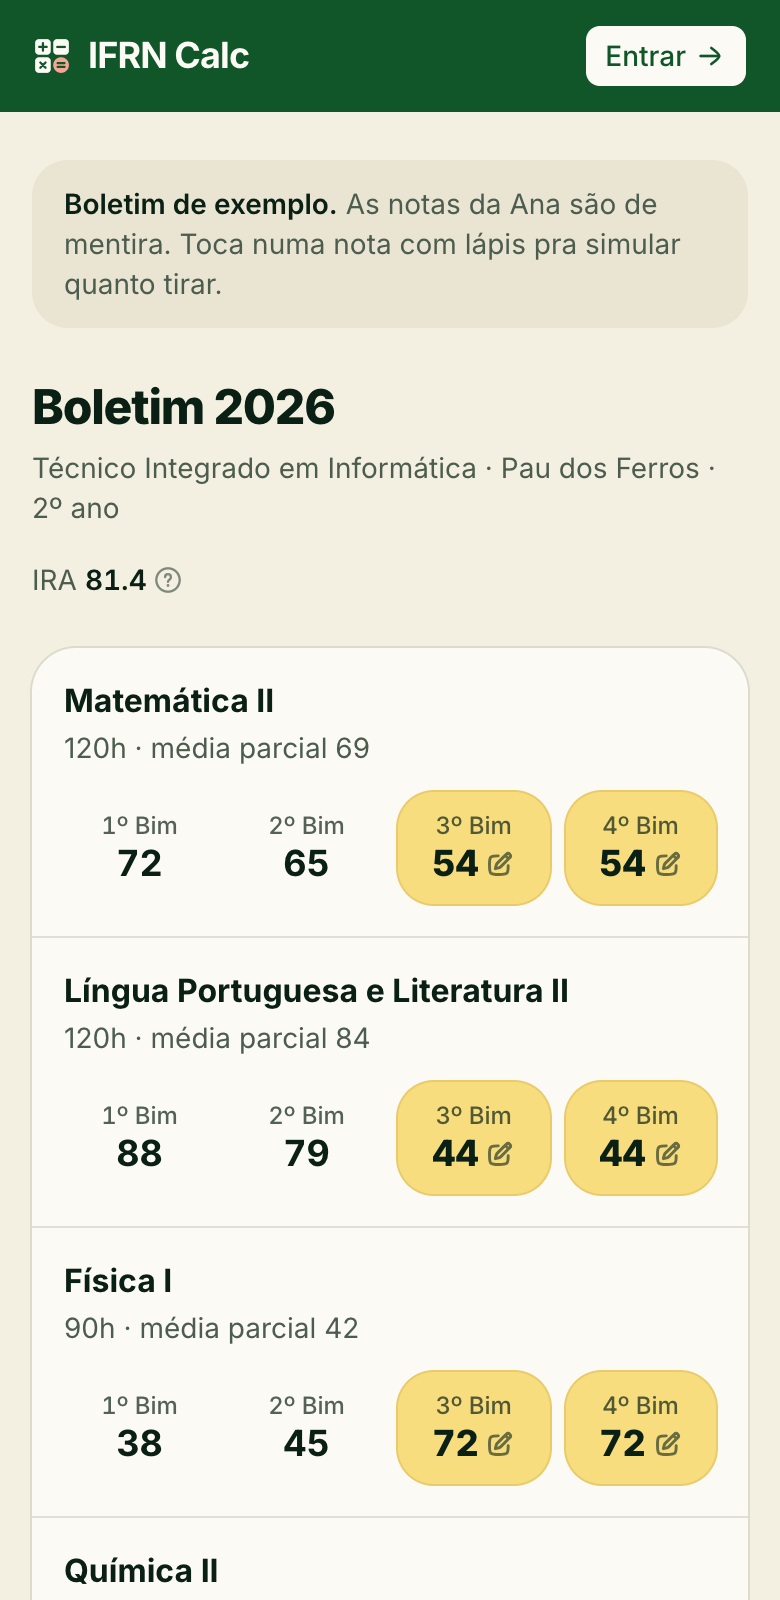 IFRN Calc
Entrar →
Boletim de exemplo. As notas da Ana são de
mentira. Toca numa nota com lápis pra simular
quanto tirar.
Boletim 2026
Técnico Integrado em Informática · Pau dos Ferros ·
2º ano
IRA 81.4
Matemática II
120h · média parcial 69
1º Bim 2º Bim 3º Bim 4º Bim
72 65 54 54
Língua Portuguesa e Literatura II
120h · média parcial 84
1º Bim 2º Bim 3º Bim 4º Bim
88 79 44 44
Física I
90h · média parcial 42
1º Bim 2º Bim 3º Bim 4º Bim
38 45 72 72
Química II